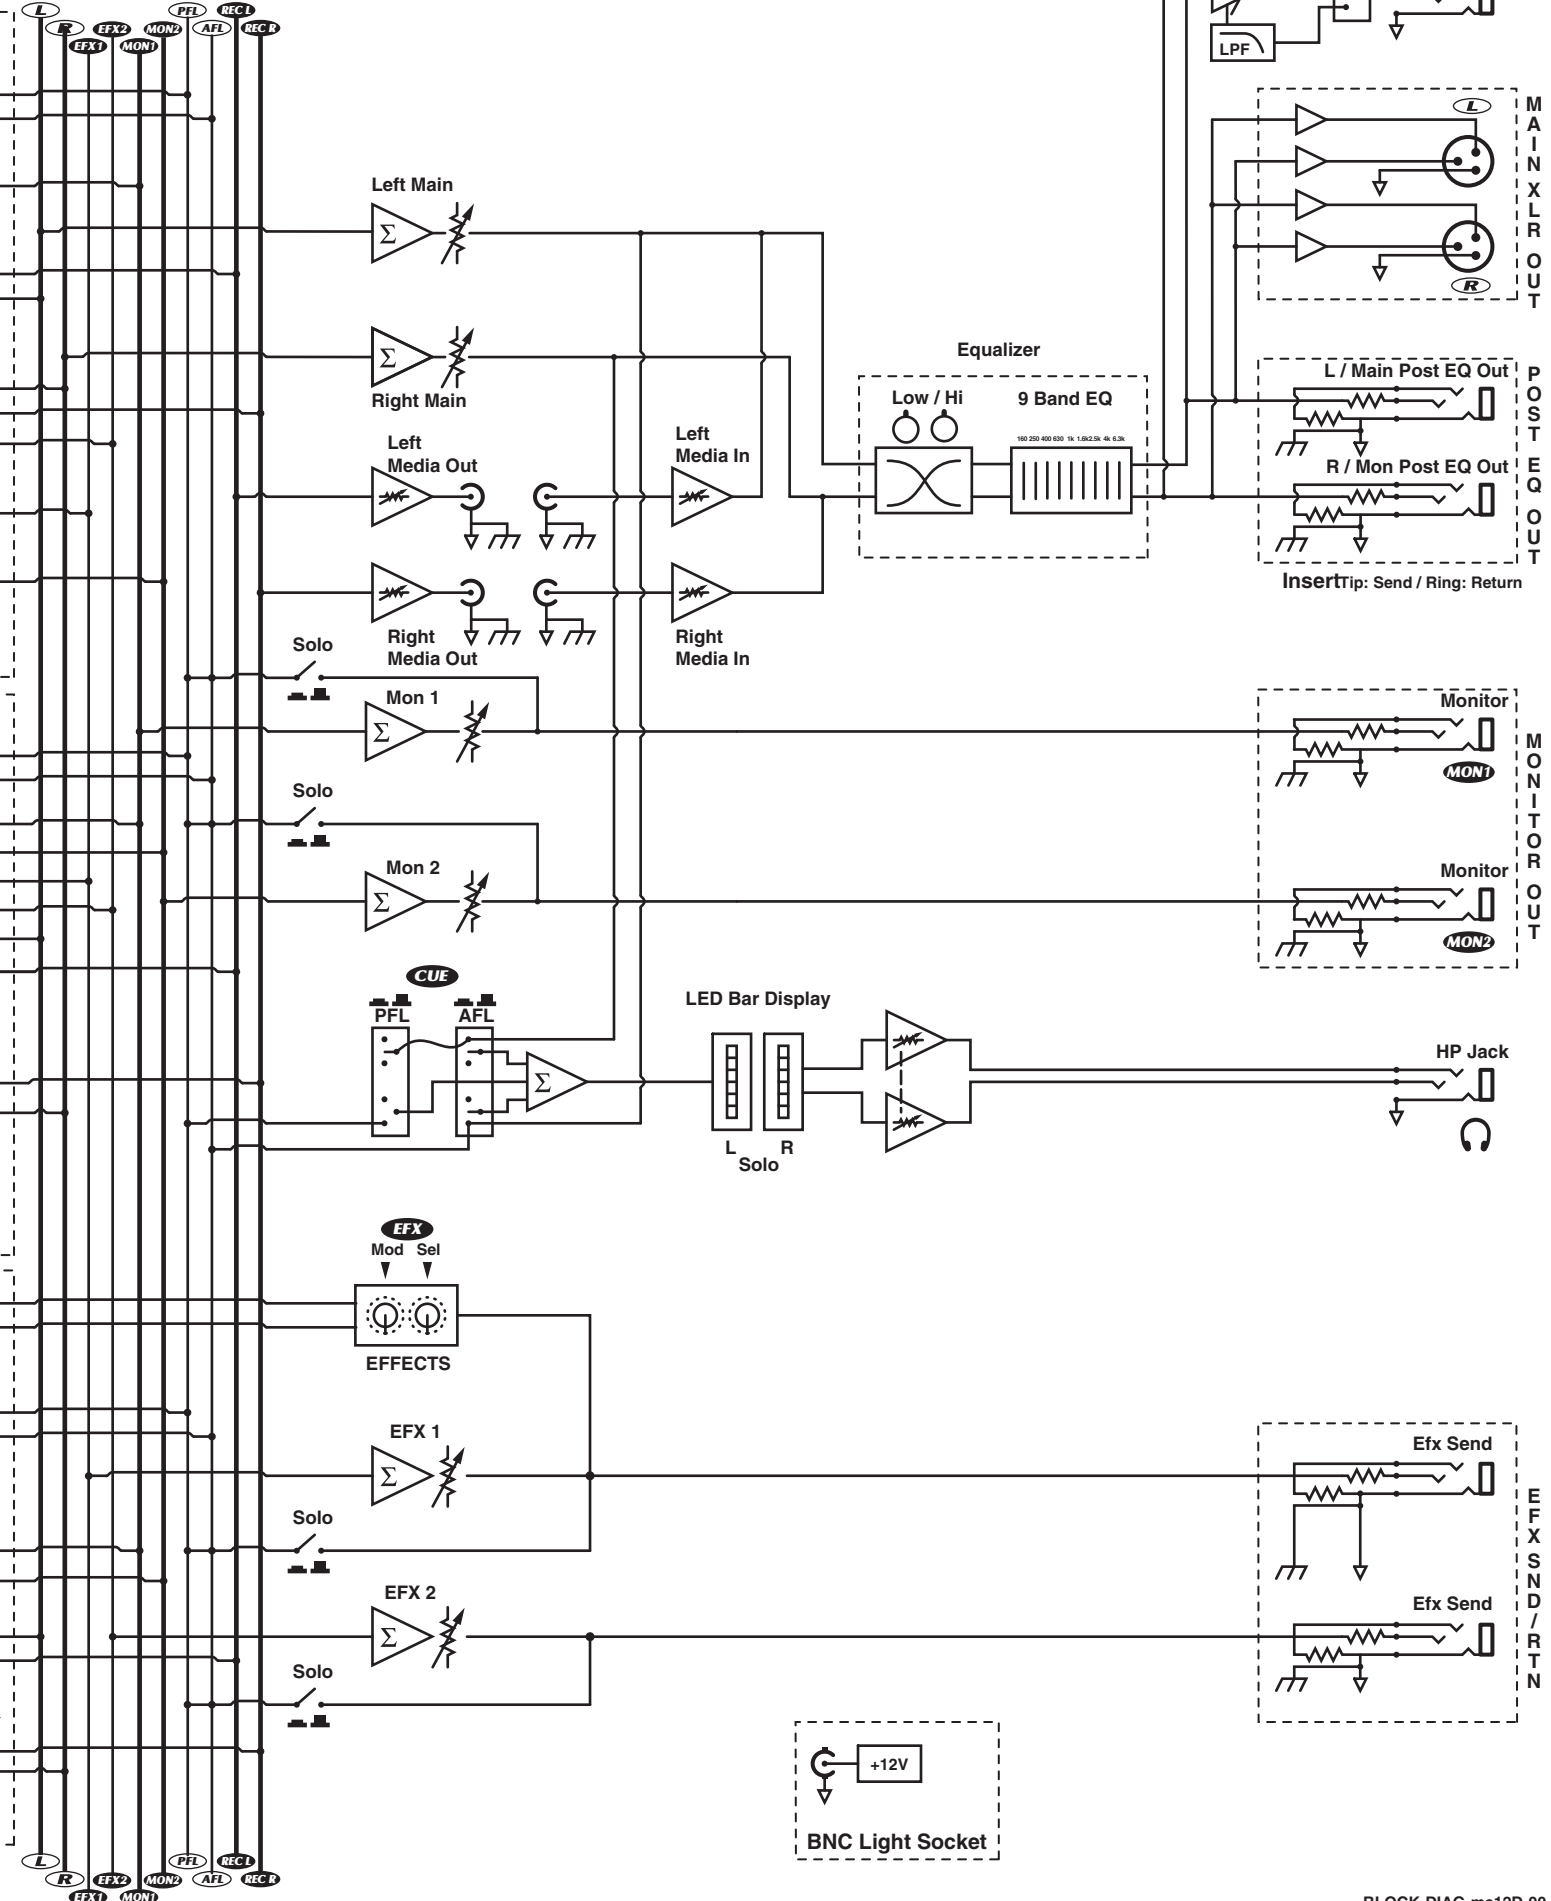 L
PFL
REC L
R
EFX2
MON2
AFL
REC R
EFX1
MON1
LPF
L
R
MAIN XLR OUT
Left Main
Σ
Right Main
Σ
Equalizer
Low / Hi
9 Band EQ
160 250 400 630 1k 1.6k2.5k 4k 6.3k
L / Main Post EQ Out
R / Mon Post EQ Out
POST EQ OUT
InsertTip: Send / Ring: Return
Left
Media Out
Left
Media In
Right
Media Out
Right
Media In
Solo
Mon 1
Σ
Monitor
MON1
Solo
Mon 2
Σ
Monitor
MON2
MONITOR OUT
CUE
PFL
AFL
Σ
LED Bar Display
L
R
Solo
HP Jack
EFX
Mod
Sel
EFFECTS
EFX 1
Σ
Efx Send
Solo
EFX 2
Σ
Efx Send
EFX SND/RTN
Solo
+12V
BNC Light Socket
L
PFL
REC L
R
EFX2
MON2
AFL
REC R
EFX1
MON1